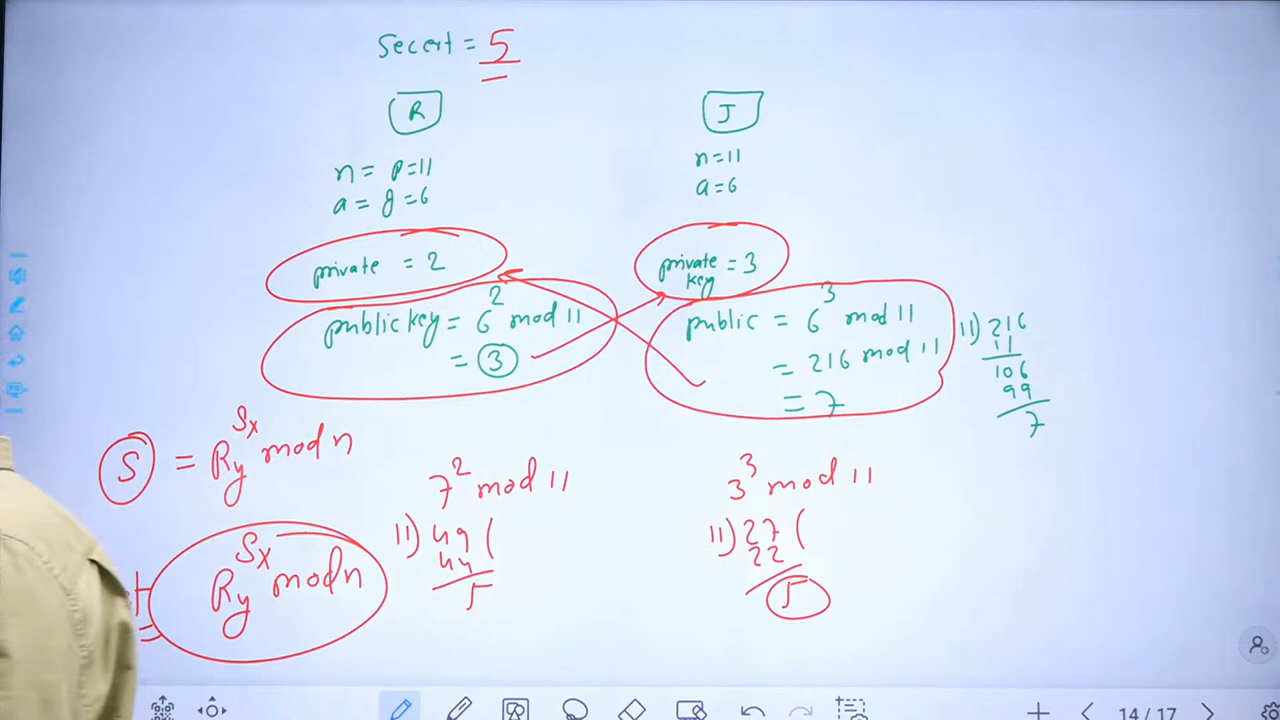 Secert = 5
R
n = p=11
a = g=6
private = 2
public key = 6^2 mod 11
= 3
J
n=11
a=6
private key = 3
public = 6^3 mod 11
= 216 mod 11
= 7
11) 216
11
106
99
7
S = Ry^Sx mod n
Ry^Sx mod n
7^2 mod 11
11) 49 (
44
5
3^3 mod 11
11) 27 (
22
5
14/17